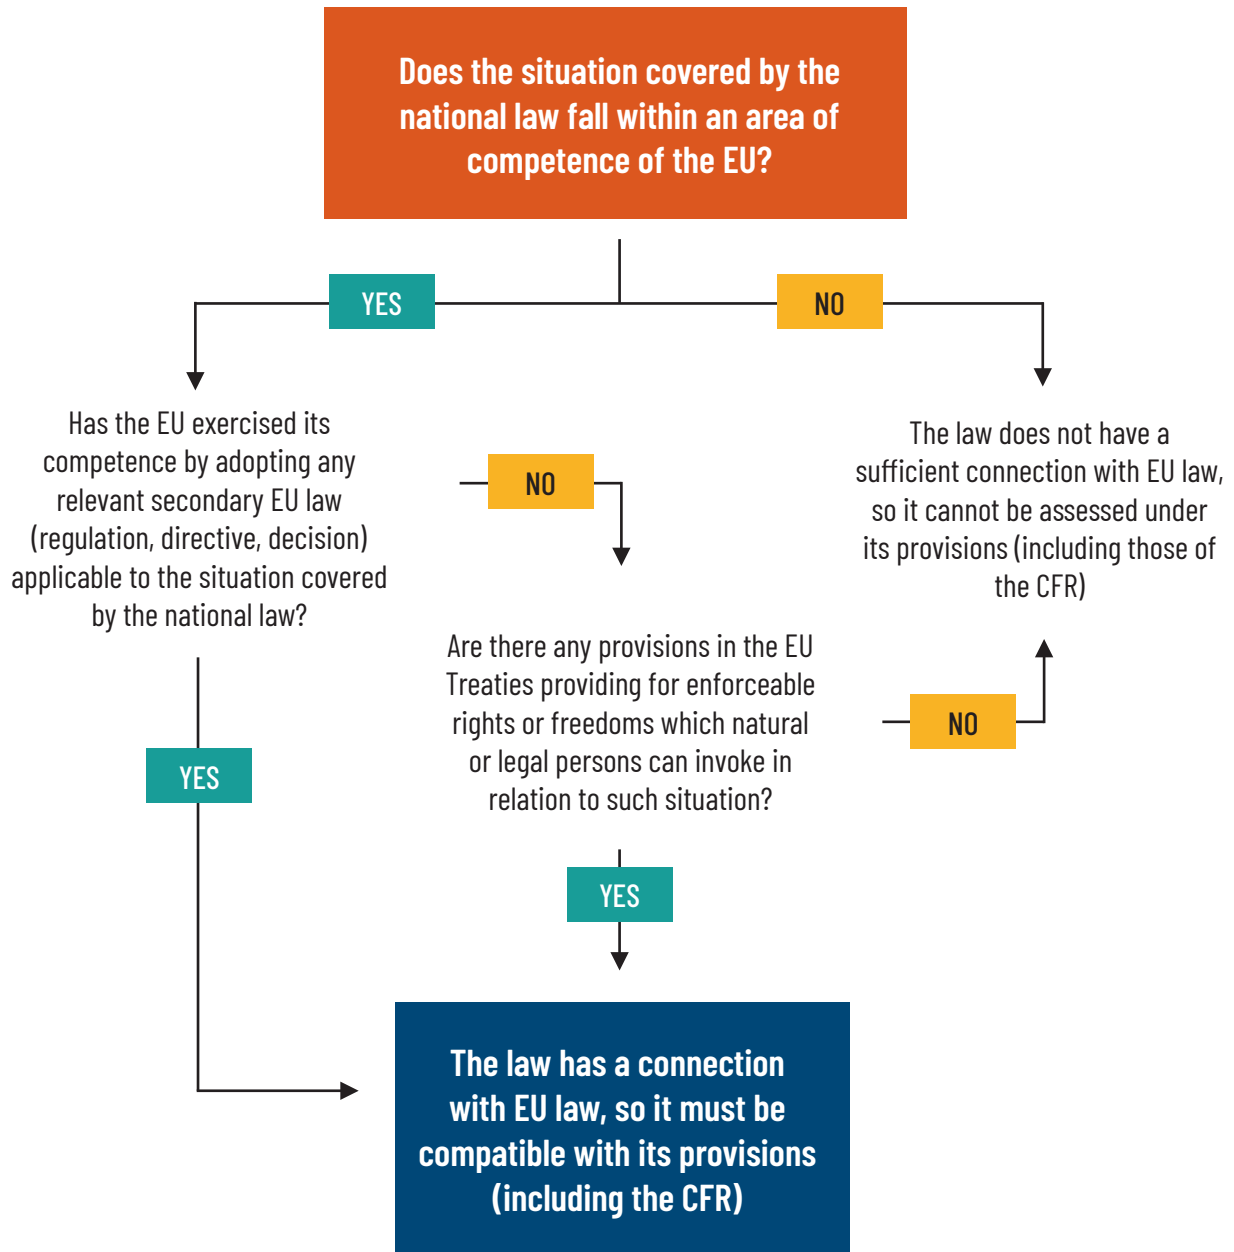 Does the situation covered by the
national law fall within an area of
competence of the EU?
YES
NO
Has the EU exercised its
competence by adopting any
relevant secondary EU law
(regulation, directive, decision)
applicable to the situation covered
by the national law?
NO
The law does not have a
sufficient connection with EU law,
so it cannot be assessed under
its provisions (including those of
the CFR)
Are there any provisions in the EU
Treaties providing for enforceable
rights or freedoms which natural
or legal persons can invoke in
relation to such situation?
NO
YES
YES
The law has a connection
with EU law, so it must be
compatible with its provisions
(including the CFR)